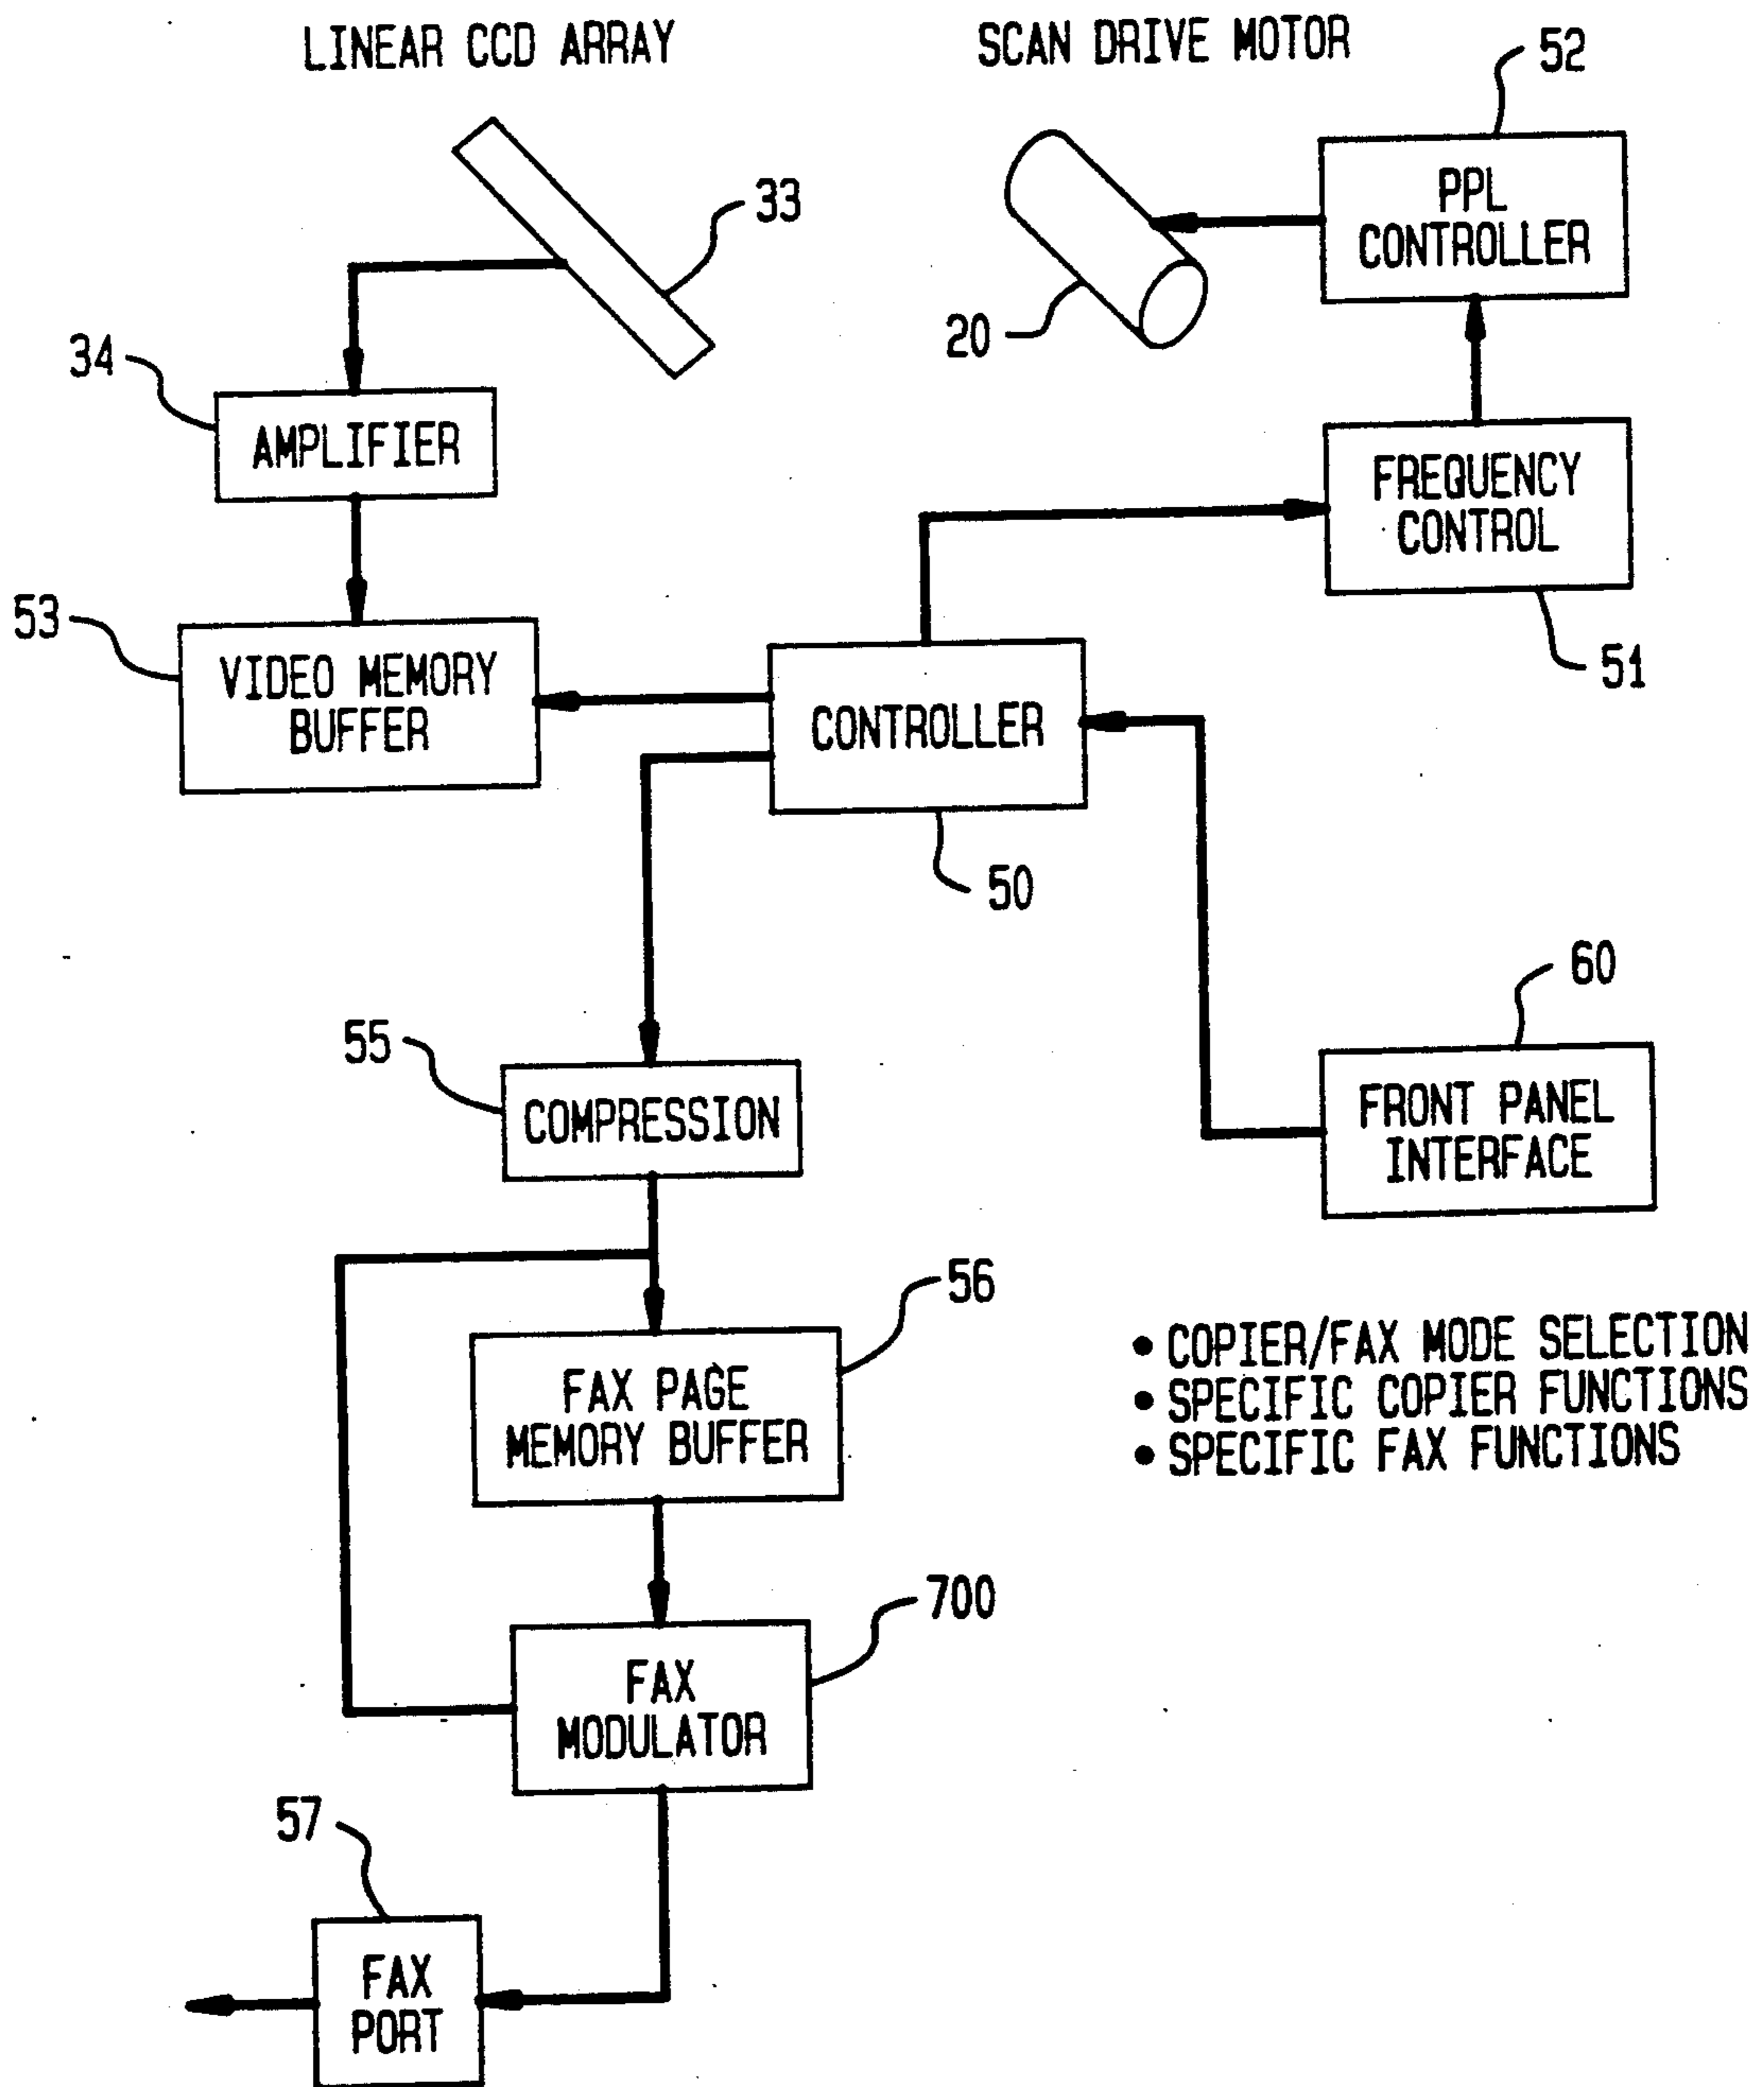 LINEAR CCD ARRAY
SCAN DRIVE MOTOR
52
PPL
CONTROLLER
33
20
34
AMPLIFIER
FREQUENCY
CONTROL
51
53
VIDEO MEMORY
BUFFER
CONTROLLER
50
60
FRONT PANEL
INTERFACE
55
COMPRESSION
56
FAX PAGE
MEMORY BUFFER
• COPIER/FAX MODE SELECTION
• SPECIFIC COPIER FUNCTIONS
• SPECIFIC FAX FUNCTIONS
700
FAX
MODULATOR
57
FAX
PORT